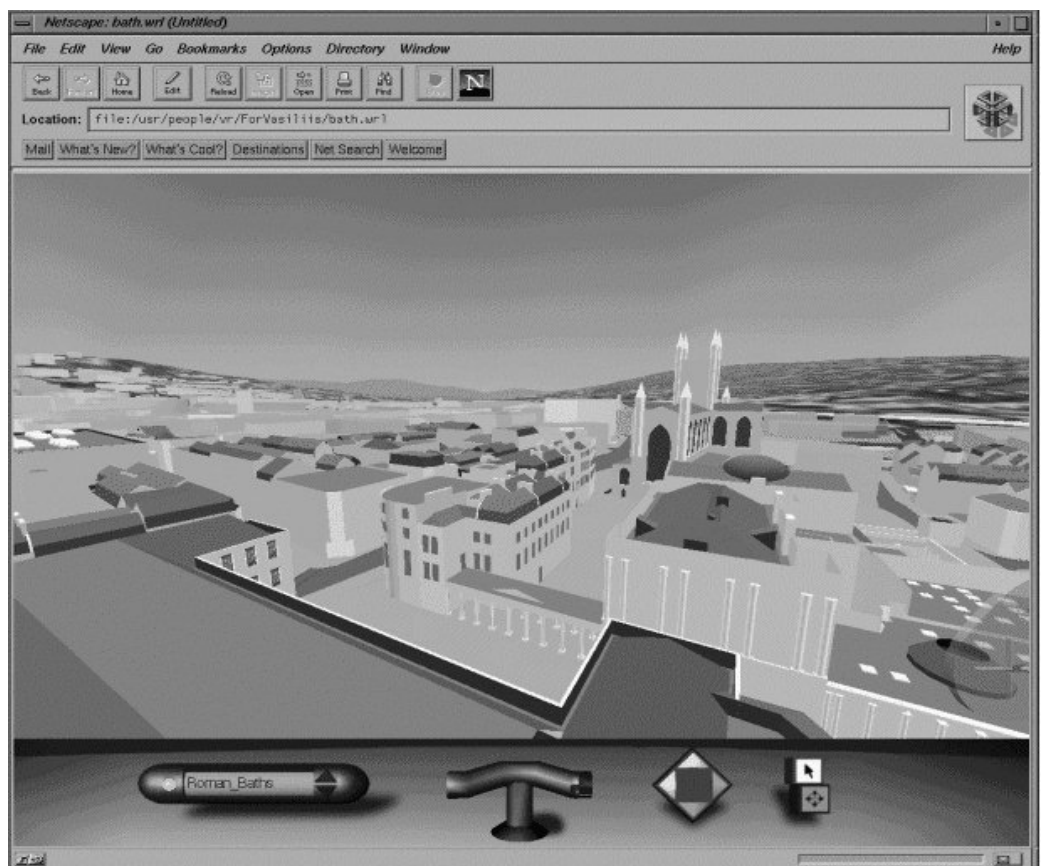 Netscape: bath.wrl (Untitled)
File Edit View Go Bookmarks Options Directory Window Help
Back Home Edit Reload Open Print Find N
Location: file:/usr/people/vr/ForVasiliis/bath.wrl
Mail What's New? What's Cool? Destinations Net Search Welcome
Roman_Baths